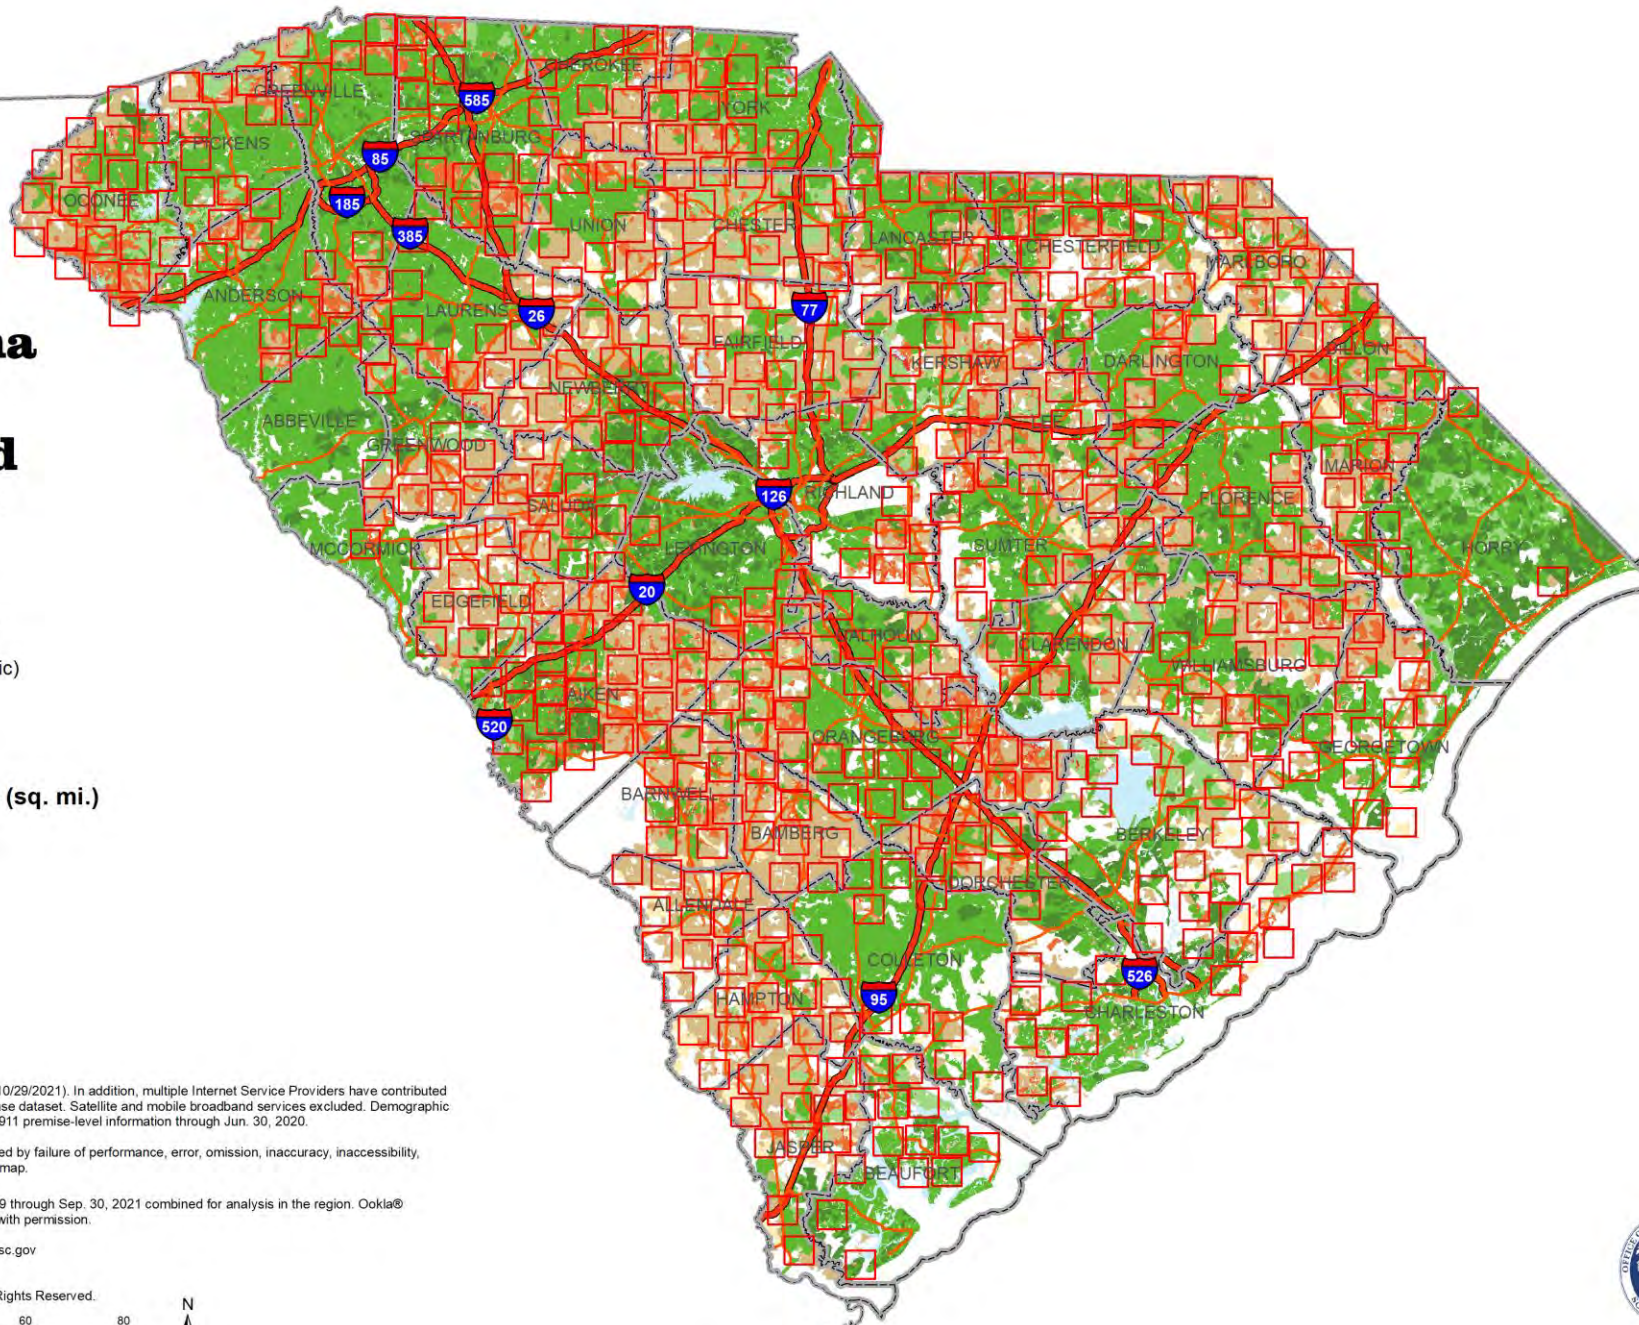 CHEROKEE
GREENVILLE
585
YORK
SPARTANBURG
PICKENS
85
OCONEE
185
UNION
CHESTER
385
LANCASTER
CHESTERFIELD
MARLBORO
ANDERSON
LAURENS
77
26
na
FAIRFIELD
DILLON
KERSHAW
DARLINGTON
NEWBERRY
ABBEVILLE
LEE
GREENWOOD
d
MARION
126
RICHLAND
FLORENCE
SALUDA
MCCORMICK
LEXINGTON
SUMTER
HORRY
20
EDGEFIELD
CALHOUN
CLARENDON
ic)
WILLIAMSBURG
AIKEN
520
ORANGEBURG
GEORGETOWN
(sq. mi.)
BARNWELL
BAMBERG
BERKELEY
DORCHESTER
ALLENDALE
COLLETON
526
HAMPTON
95
CHARLESTON
10/29/2021). In addition, multiple Internet Service Providers have contributed
se dataset. Satellite and mobile broadband services excluded. Demographic
911 premise-level information through Jun. 30, 2020.
ed by failure of performance, error, omission, inaccuracy, inaccessibility,
map.
JASPER
BEAUFORT
9 through Sep. 30, 2021 combined for analysis in the region. Ookla®
with permission.
sc.gov
Rights Reserved.
N
60 80
OFFICE O